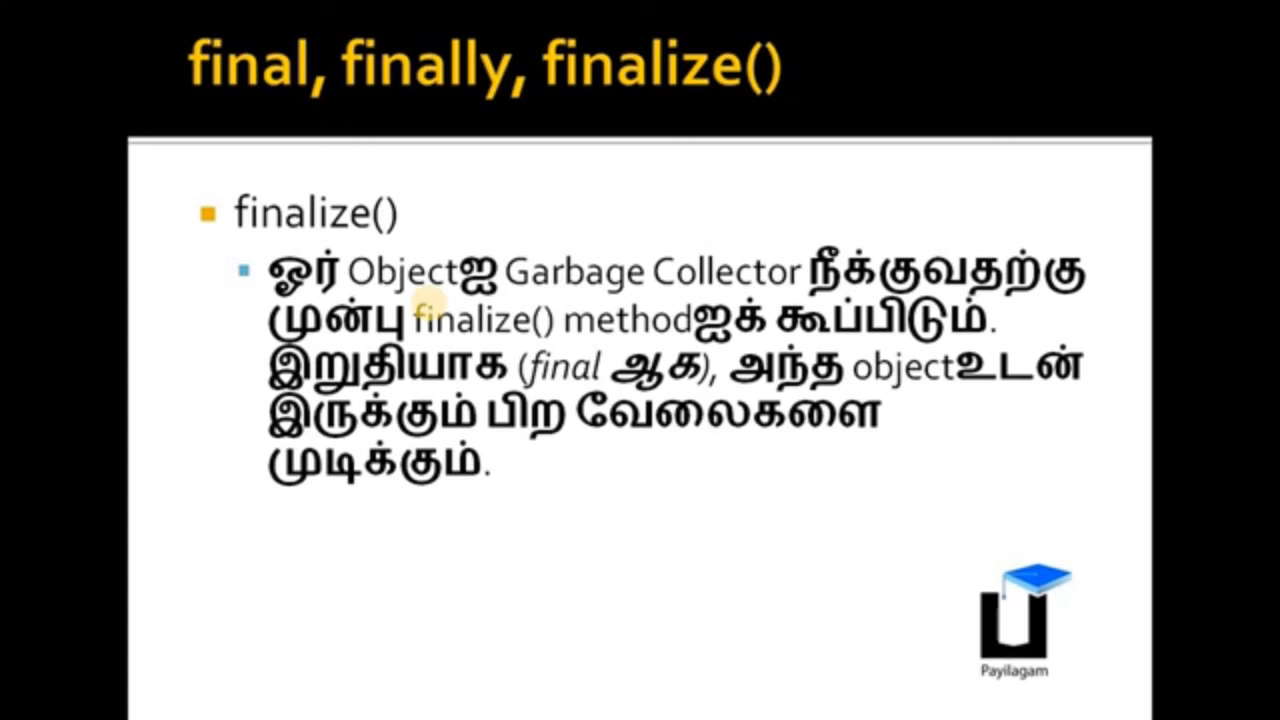 final, finally, finalize()
finalize()
ஓர் Objectஐ Garbage Collector நீக்குவதற்கு
முன்பு finalize() methodஐக் கூப்பிடும்.
இறுதியாக (final ஆக), அந்த objectஉடன்
இருக்கும் பிற வேலைகளை
முடிக்கும்.
Payilagam